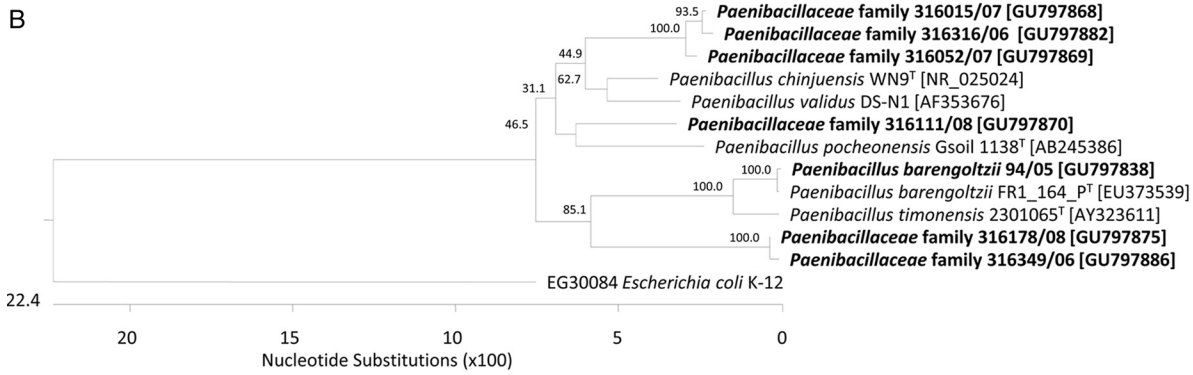 B
93.5
Paenibacillaceae family 316015/07 [GU797868]
100.0
Paenibacillaceae family 316316/06 [GU797882]
44.9
Paenibacillaceae family 316052/07 [GU797869]
62.7
Paenibacillus chinjuensis WN9ᵀ [NR_025024]
31.1
Paenibacillus validus DS-N1 [AF353676]
46.5
Paenibacillaceae family 316111/08 [GU797870]
Paenibacillus pocheonensis Gsoil 1138ᵀ [AB245386]
100.0
Paenibacillus barengoltzii 94/05 [GU797838]
100.0
Paenibacillus barengoltzii FR1_164_Pᵀ [EU373539]
85.1
Paenibacillus timonensis 2301065ᵀ [AY323611]
100.0
Paenibacillaceae family 316178/08 [GU797875]
Paenibacillaceae family 316349/06 [GU797886]
EG30084 Escherichia coli K-12
22.4
20 15 10 5 0
Nucleotide Substitutions (x100)